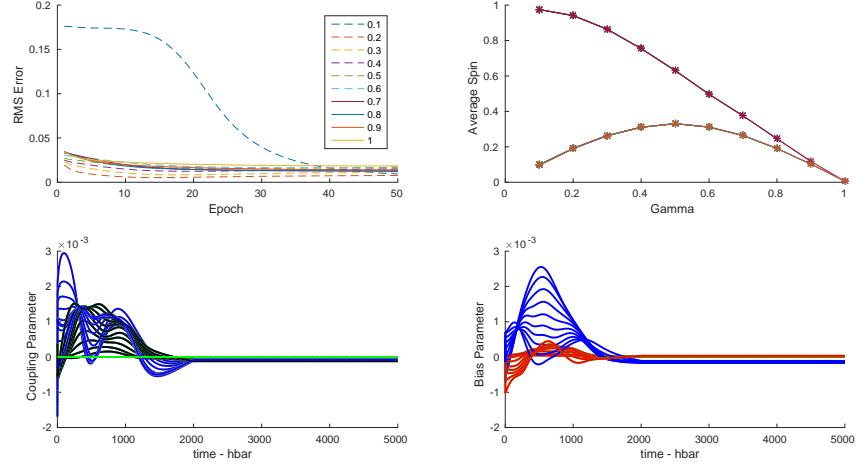 0.2
0.15
0.1
0.05
0
RMS Error
0 10 20 30 40 50
Epoch
0.1
0.2
0.3
0.4
0.5
0.6
0.7
0.8
0.9
1
1
0.8
0.6
0.4
0.2
0
Average Spin
0 0.2 0.4 0.6 0.8 1
Gamma
×10⁻³
3
2
1
0
-1
-2
Coupling Parameter
0 1000 2000 3000 4000 5000
time - hbar
×10⁻³
3
2
1
0
-1
-2
Bias Parameter
0 1000 2000 3000 4000 5000
time - hbar